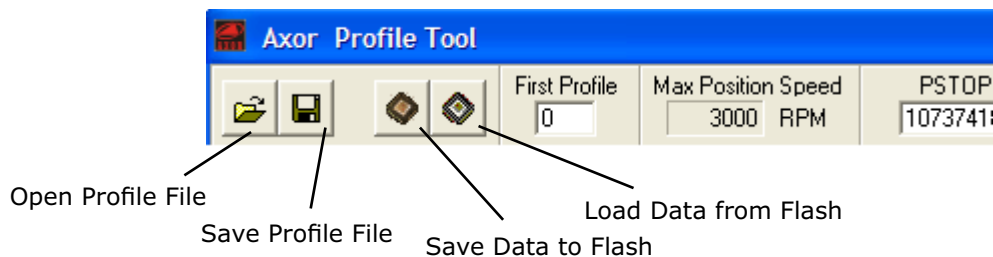 Axor Profile Tool
First Profile
Max Position Speed
PSTOP
0
3000 RPM
Open Profile File
Save Profile File
Save Data to Flash
Load Data from Flash